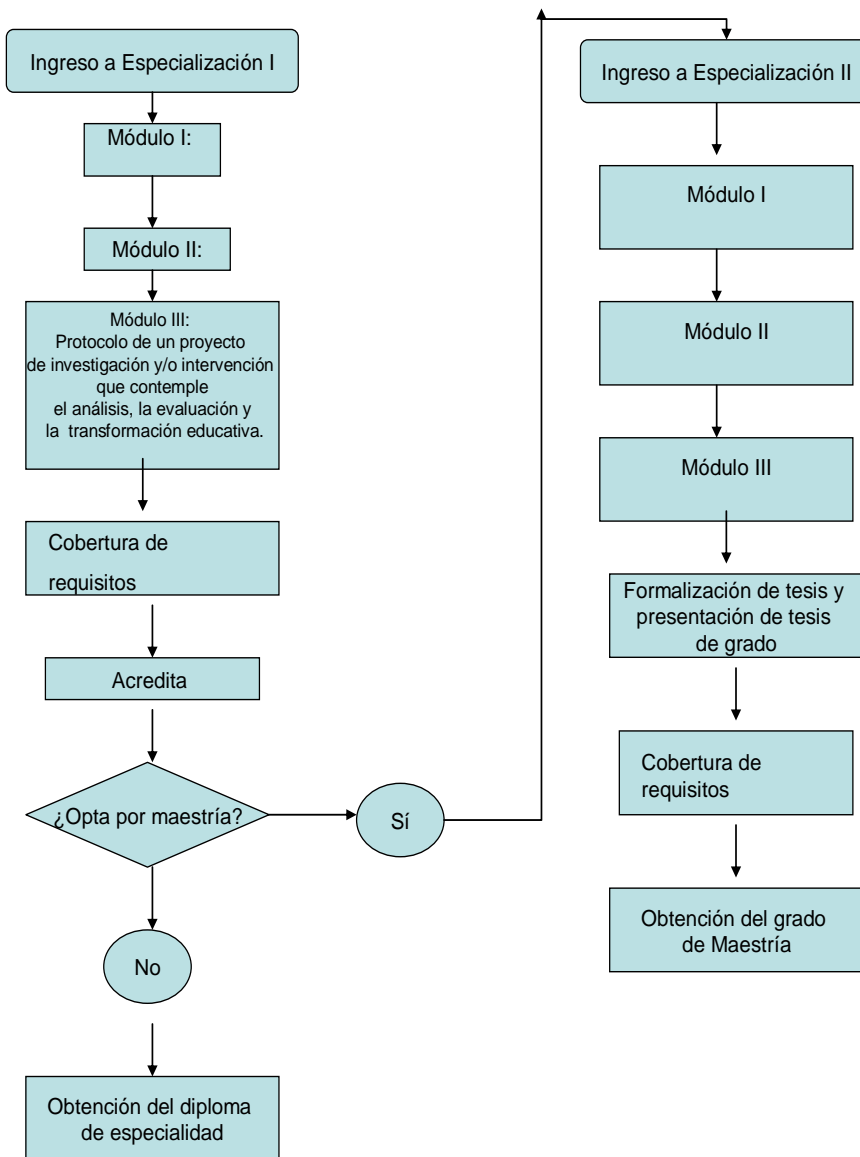 Ingreso a Especialización I
Módulo I:
Módulo II:
Módulo III:
Protocolo de un proyecto
de investigación y/o intervención
que contemple
el análisis, la evaluación y
la transformación educativa.
Cobertura de
requisitos
Acredita
¿Opta por maestría?
Sí
No
Obtención del diploma
de especialidad
Ingreso a Especialización II
Módulo I
Módulo II
Módulo III
Formalización de tesis y
presentación de tesis
de grado
Cobertura de
requisitos
Obtención del grado
de Maestría